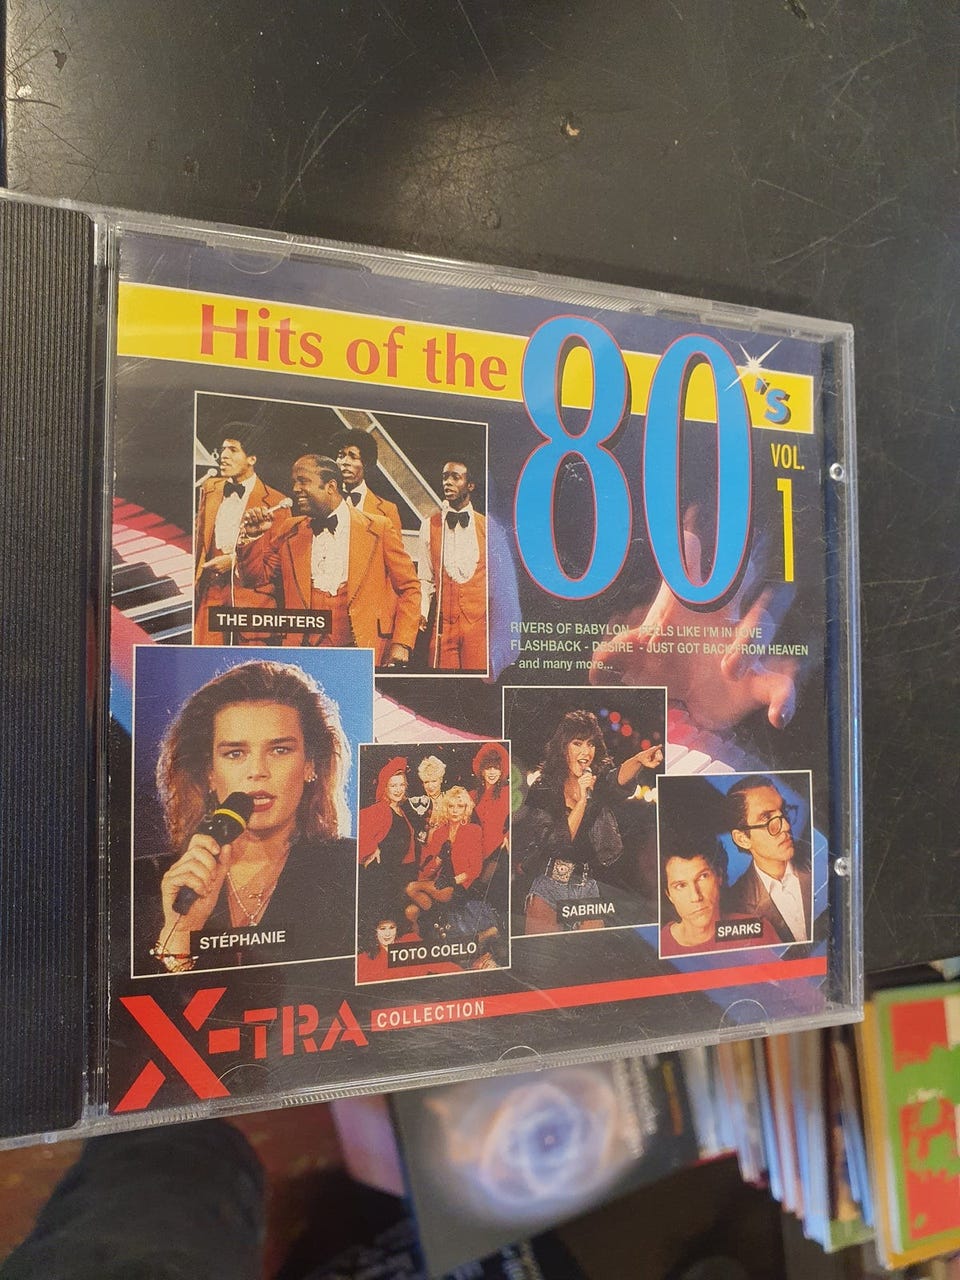 Hits of the 80's
VOL.
1
THE DRIFTERS
RIVERS OF BABYLON - FEELS LIKE I'M IN LOVE
FLASHBACK - DESIRE - JUST GOT BACK FROM HEAVEN
- and many more...
STÉPHANIE
TOTO COELO
SABRINA
SPARKS
X-TRA COLLECTION